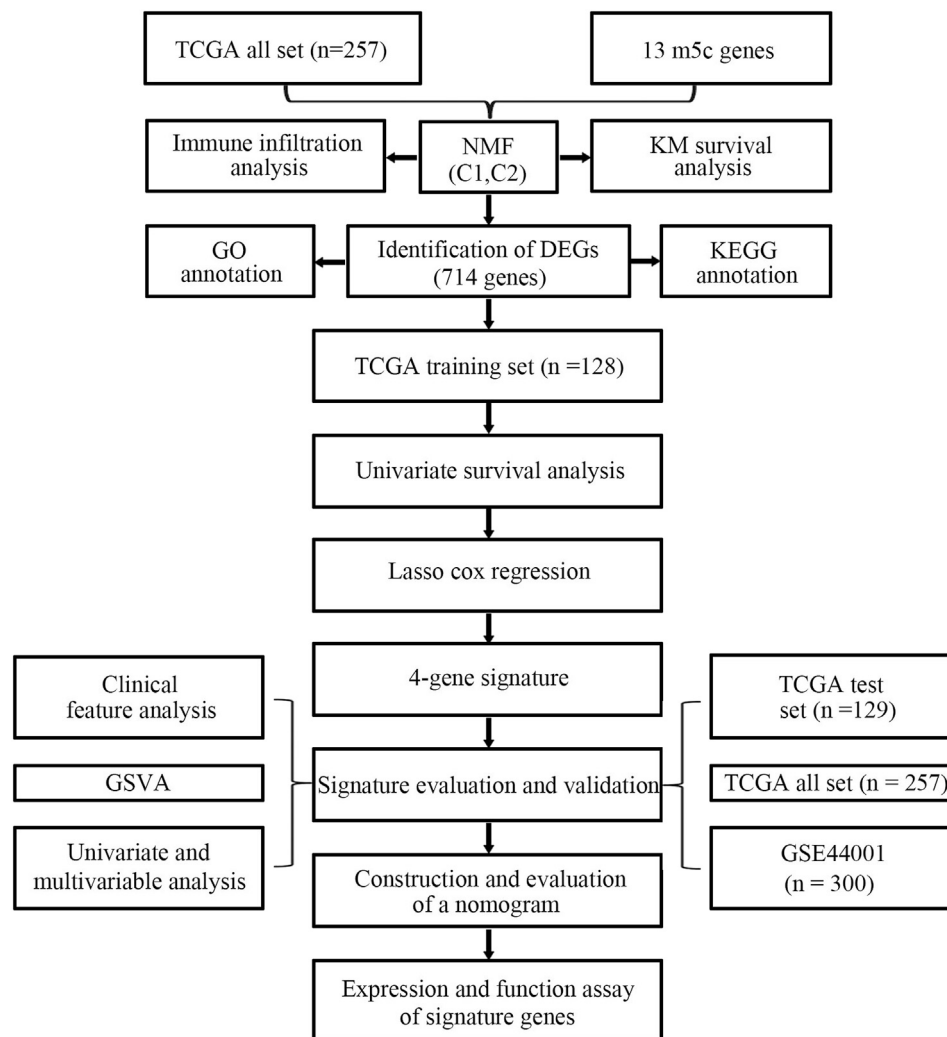 TCGA all set (n=257)
13 m5c genes
Immune infiltration
analysis
NMF
(C1,C2)
KM survival
analysis
GO
annotation
Identification of DEGs
(714 genes)
KEGG
annotation
TCGA training set (n =128)
Univariate survival analysis
Lasso cox regression
4-gene signature
Clinical
feature analysis
GSVA
Univariate and
multivariable analysis
Signature evaluation and validation
TCGA test
set (n =129)
TCGA all set (n = 257)
GSE44001
(n = 300)
Construction and evaluation
of a nomogram
Expression and function assay
of signature genes